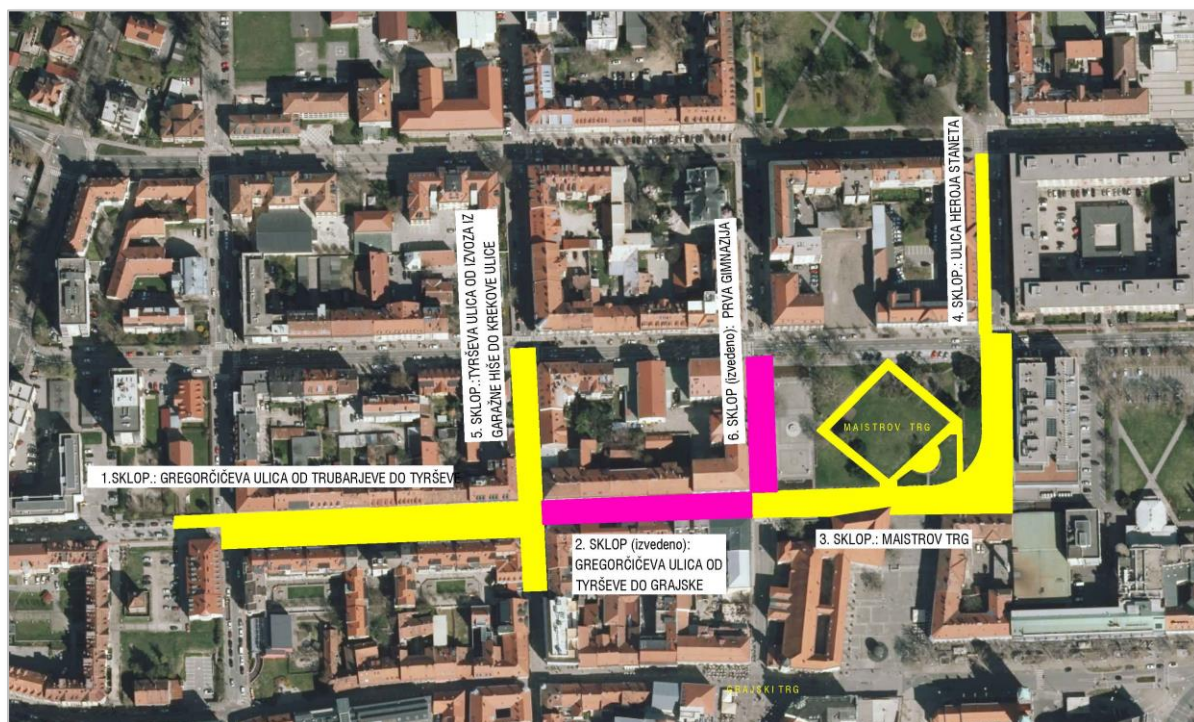 4. SKLOP.: ULICA HEROJA STANETA
5. SKLOP.:TYRŠEVA ULICA OD IZVOZA IZ
GARAŽNE HIŠE DO KREKOVE ULICE
6. SKLOP (izvedeno): PRVA GIMNAZIJA
MAISTROV TRG
1.SKLOP.: GREGORČIČEVA ULICA OD TRUBARJEVE DO TYRŠEVE
2. SKLOP (izvedeno):
GREGORČIČEVA ULICA OD
TYRŠEVE DO GRAJSKE
3. SKLOP.: MAISTROV TRG
GRAJSKI TRG